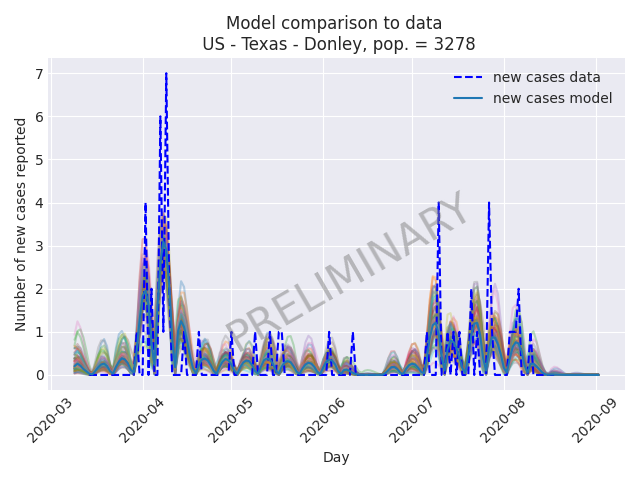 Model comparison to data
US - Texas - Donley, pop. = 3278
new cases data
new cases model
PRELIMINARY
Number of new cases reported
7
6
5
4
3
2
1
0
2020-03
2020-04
2020-05
2020-06
2020-07
2020-08
2020-09
Day